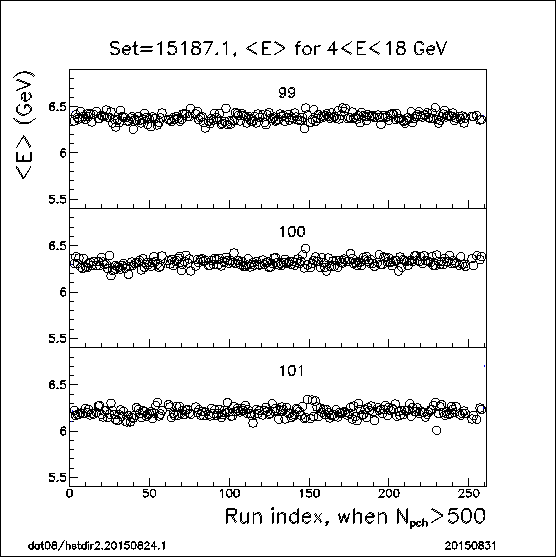 Set=15187.1, <E> for 4<E<18 GeV
<E> (GeV)
99
6.5
6
5.5
100
6.5
6
5.5
101
6.5
6
5.5
0 50 100 150 200 250
Run index, when Npch>500
dat08/hstdir2.20150824.1 20150831